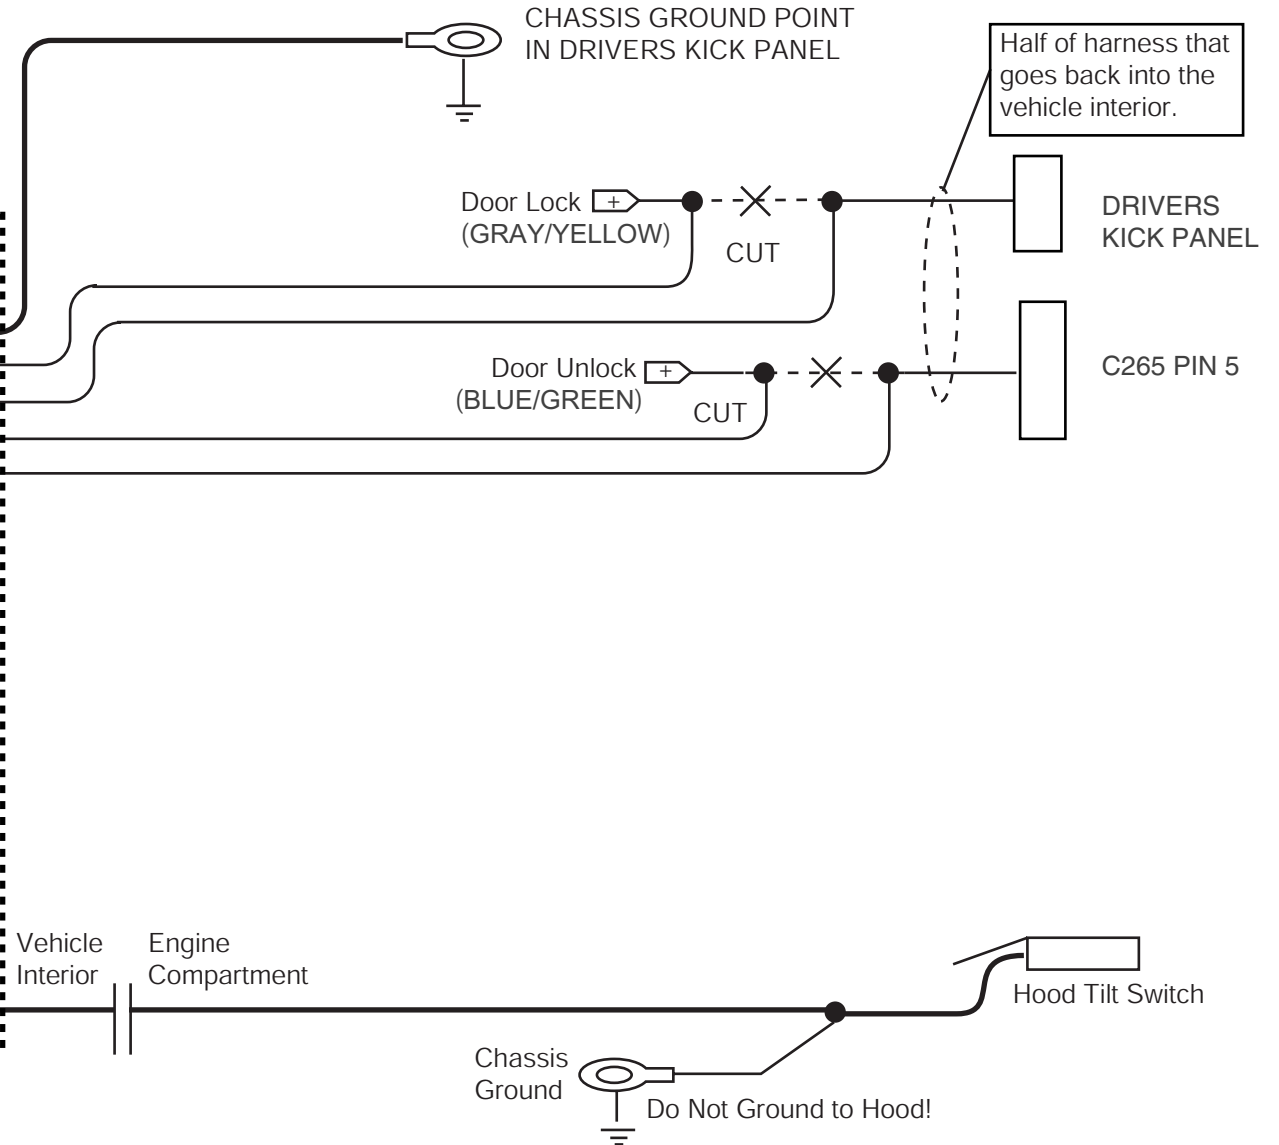 CHASSIS GROUND POINT
IN DRIVERS KICK PANEL
Half of harness that
goes back into the
vehicle interior.
Door Lock +
(GRAY/YELLOW)
CUT
DRIVERS
KICK PANEL
Door Unlock +
(BLUE/GREEN)
CUT
C265 PIN 5
Vehicle
Interior
Engine
Compartment
Hood Tilt Switch
Chassis
Ground
Do Not Ground to Hood!